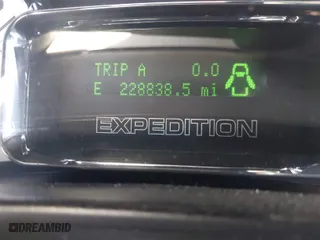 TRIP A 0.0
E 228838.5 mi
EXPEDITION
DREAMBID